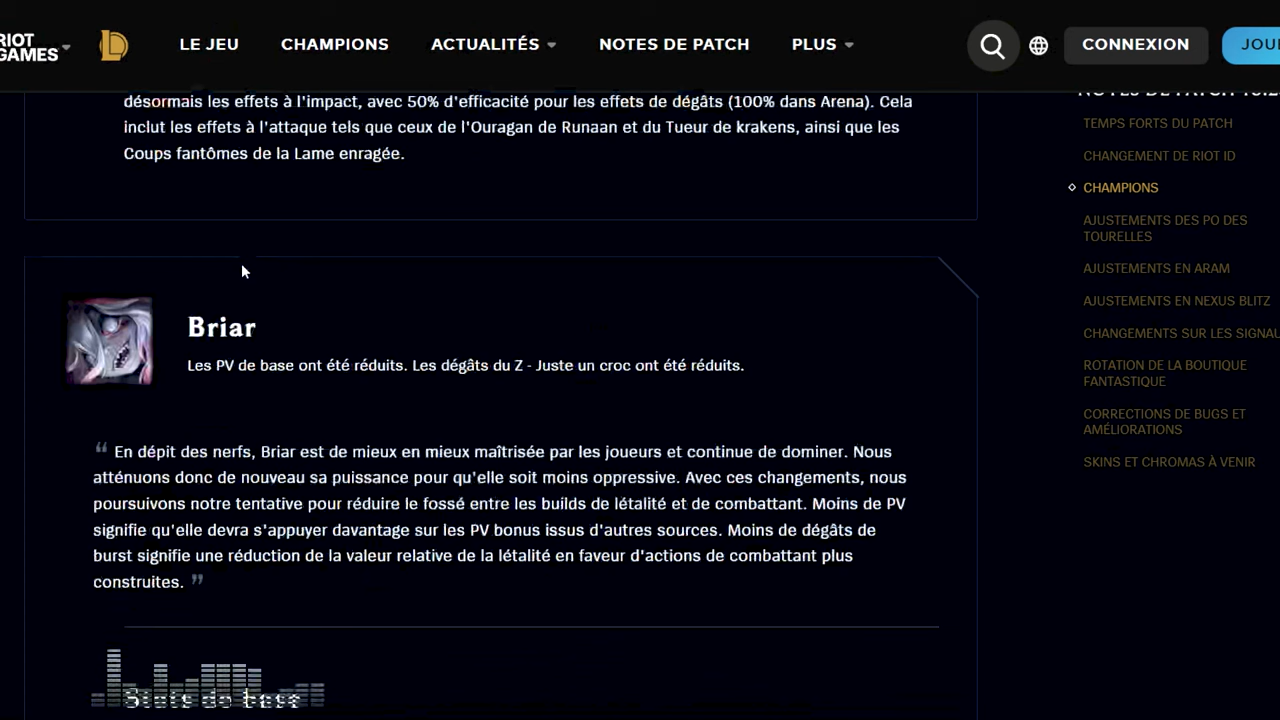 RIOT
GAMES
LE JEU
CHAMPIONS
ACTUALITÉS
NOTES DE PATCH
PLUS
CONNEXION
désormais les effets à l'impact, avec 50% d'efficacité pour les effets de dégâts (100% dans Arena). Cela
inclut les effets à l'attaque tels que ceux de l'Ouragan de Runaan et du Tueur de krakens, ainsi que les
Coups fantômes de la Lame enragée.
Briar
Les PV de base ont été réduits. Les dégâts du Z - Juste un croc ont été réduits.
“ En dépit des nerfs, Briar est de mieux en mieux maîtrisée par les joueurs et continue de dominer. Nous
atténuons donc de nouveau sa puissance pour qu'elle soit moins oppressive. Avec ces changements, nous
poursuivons notre tentative pour réduire le fossé entre les builds de létalité et de combattant. Moins de PV
signifie qu'elle devra s'appuyer davantage sur les PV bonus issus d'autres sources. Moins de dégâts de
burst signifie une réduction de la valeur relative de la létalité en faveur d'actions de combattant plus
construites. ”
Stats de base
NOTES DE PATCH
TEMPS FORTS DU PATCH
CHANGEMENT DE RIOT ID
CHAMPIONS
AJUSTEMENTS DES PO DES
TOURELLES
AJUSTEMENTS EN ARAM
AJUSTEMENTS EN NEXUS BLITZ
CHANGEMENTS SUR LES
ROTATION DE LA BOUTIQUE
FANTASTIQUE
CORRECTIONS DE BUGS ET
AMÉLIORATIONS
SKINS ET CHROMAS À VENIR